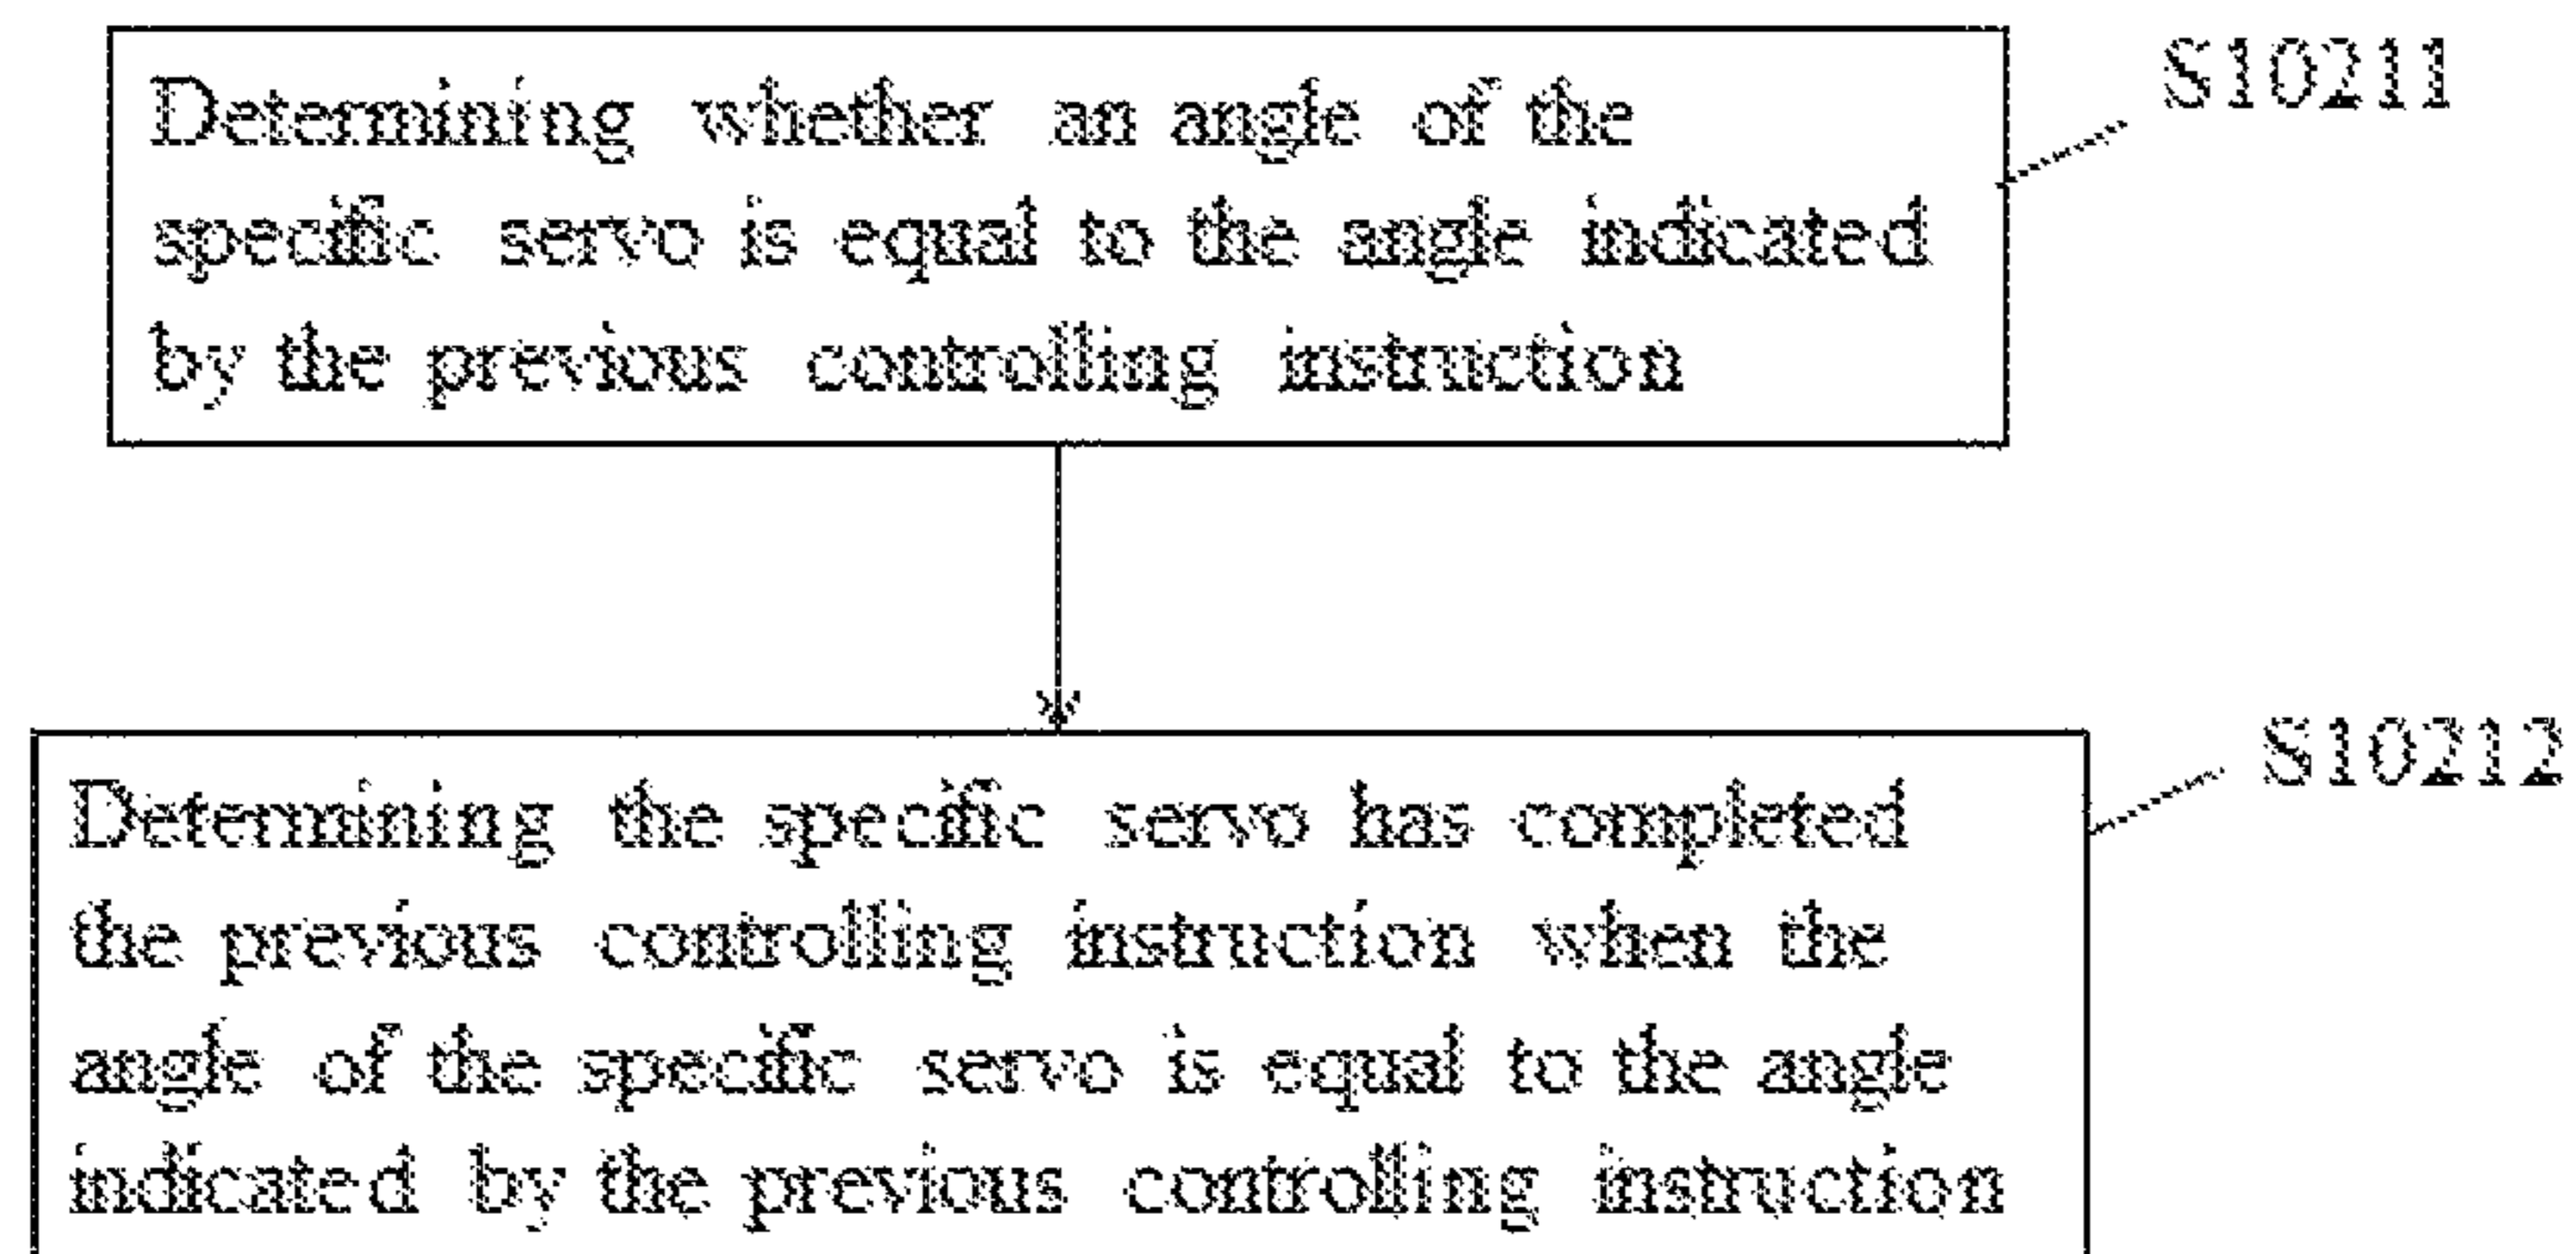 Determining whether an angle of the
specific servo is equal to the angle indicated
by the previous controlling instruction
S10211
Determining the specific servo has completed
the previous controlling instruction when the
angle of the specific servo is equal to the angle
indicated by the previous controlling instruction
S10212